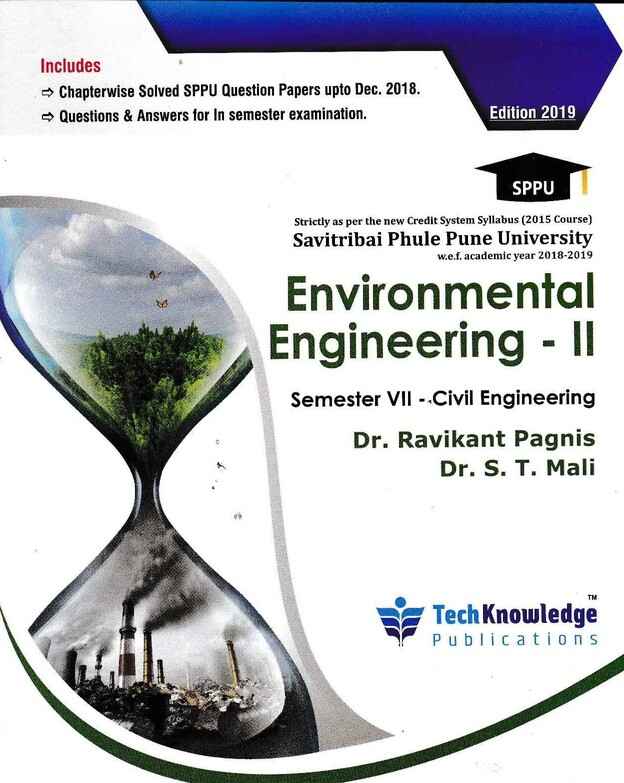 Includes
⇨ Chapterwise Solved SPPU Question Papers upto Dec. 2018.
⇨ Questions & Answers for In semester examination.
Edition 2019
SPPU
Strictly as per the new Credit System Syllabus (2015 Course)
Savitribai Phule Pune University
w.e.f. academic year 2018-2019
Environmental
Engineering - II
Semester VII - Civil Engineering
Dr. Ravikant Pagnis
Dr. S. T. Mali
TechKnowledge™
Publications